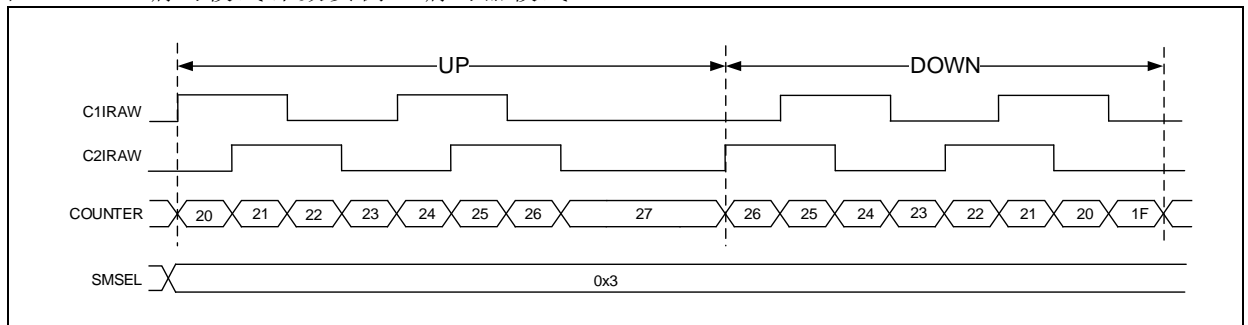 UP DOWN
C1IRAW
C2IRAW
COUNTER 20 21 22 23 24 25 26 27 26 25 24 23 22 21 20 1F
SMSEL 0x3